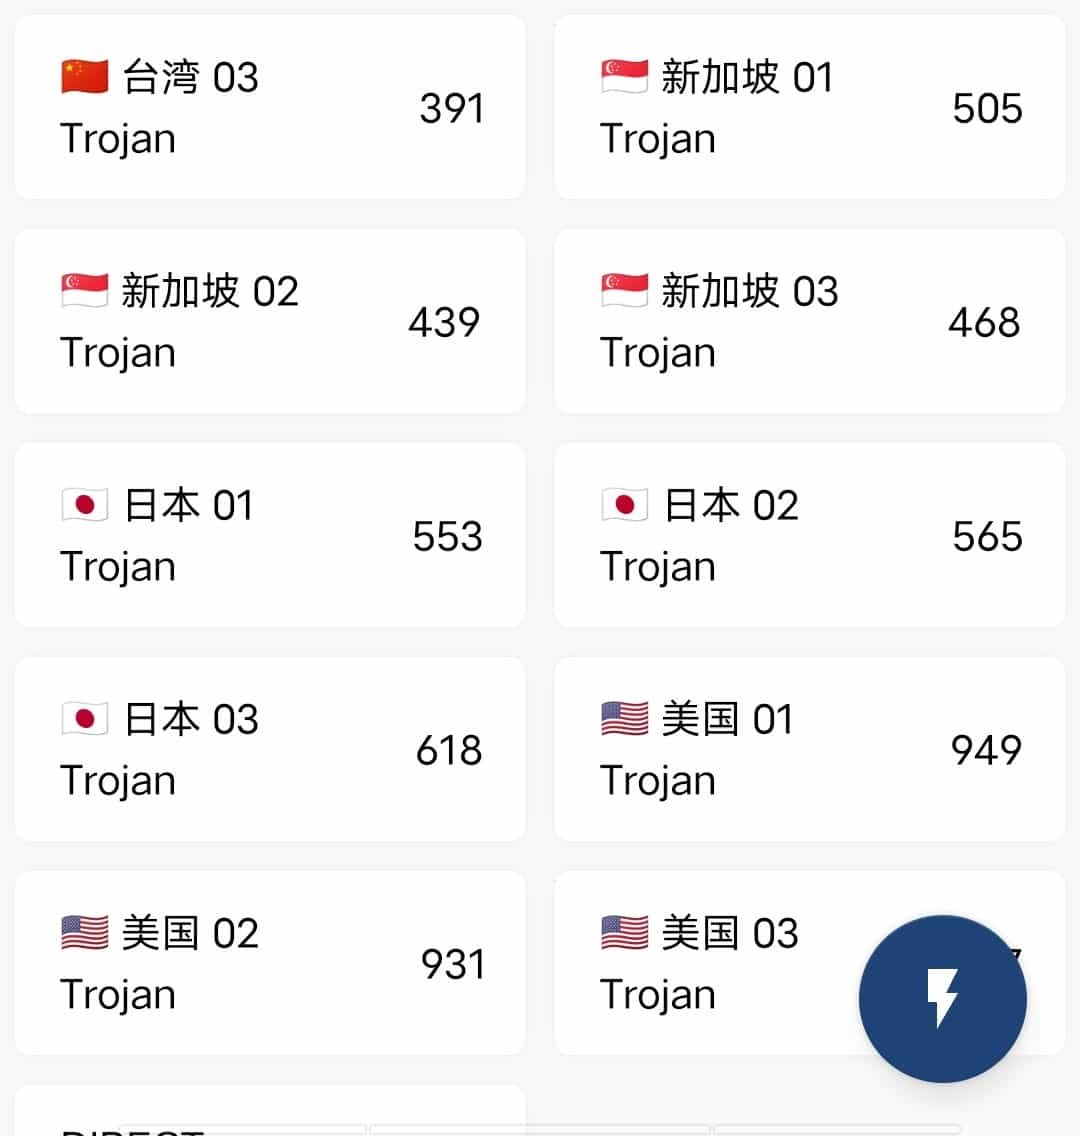 🇨🇳 台湾 03
Trojan
391
🇸🇬 新加坡 01
Trojan
505
🇸🇬 新加坡 02
Trojan
439
🇸🇬 新加坡 03
Trojan
468
🇯🇵 日本 01
Trojan
553
🇯🇵 日本 02
Trojan
565
🇯🇵 日本 03
Trojan
618
🇺🇸 美国 01
Trojan
949
🇺🇸 美国 02
Trojan
931
🇺🇸 美国 03
Trojan